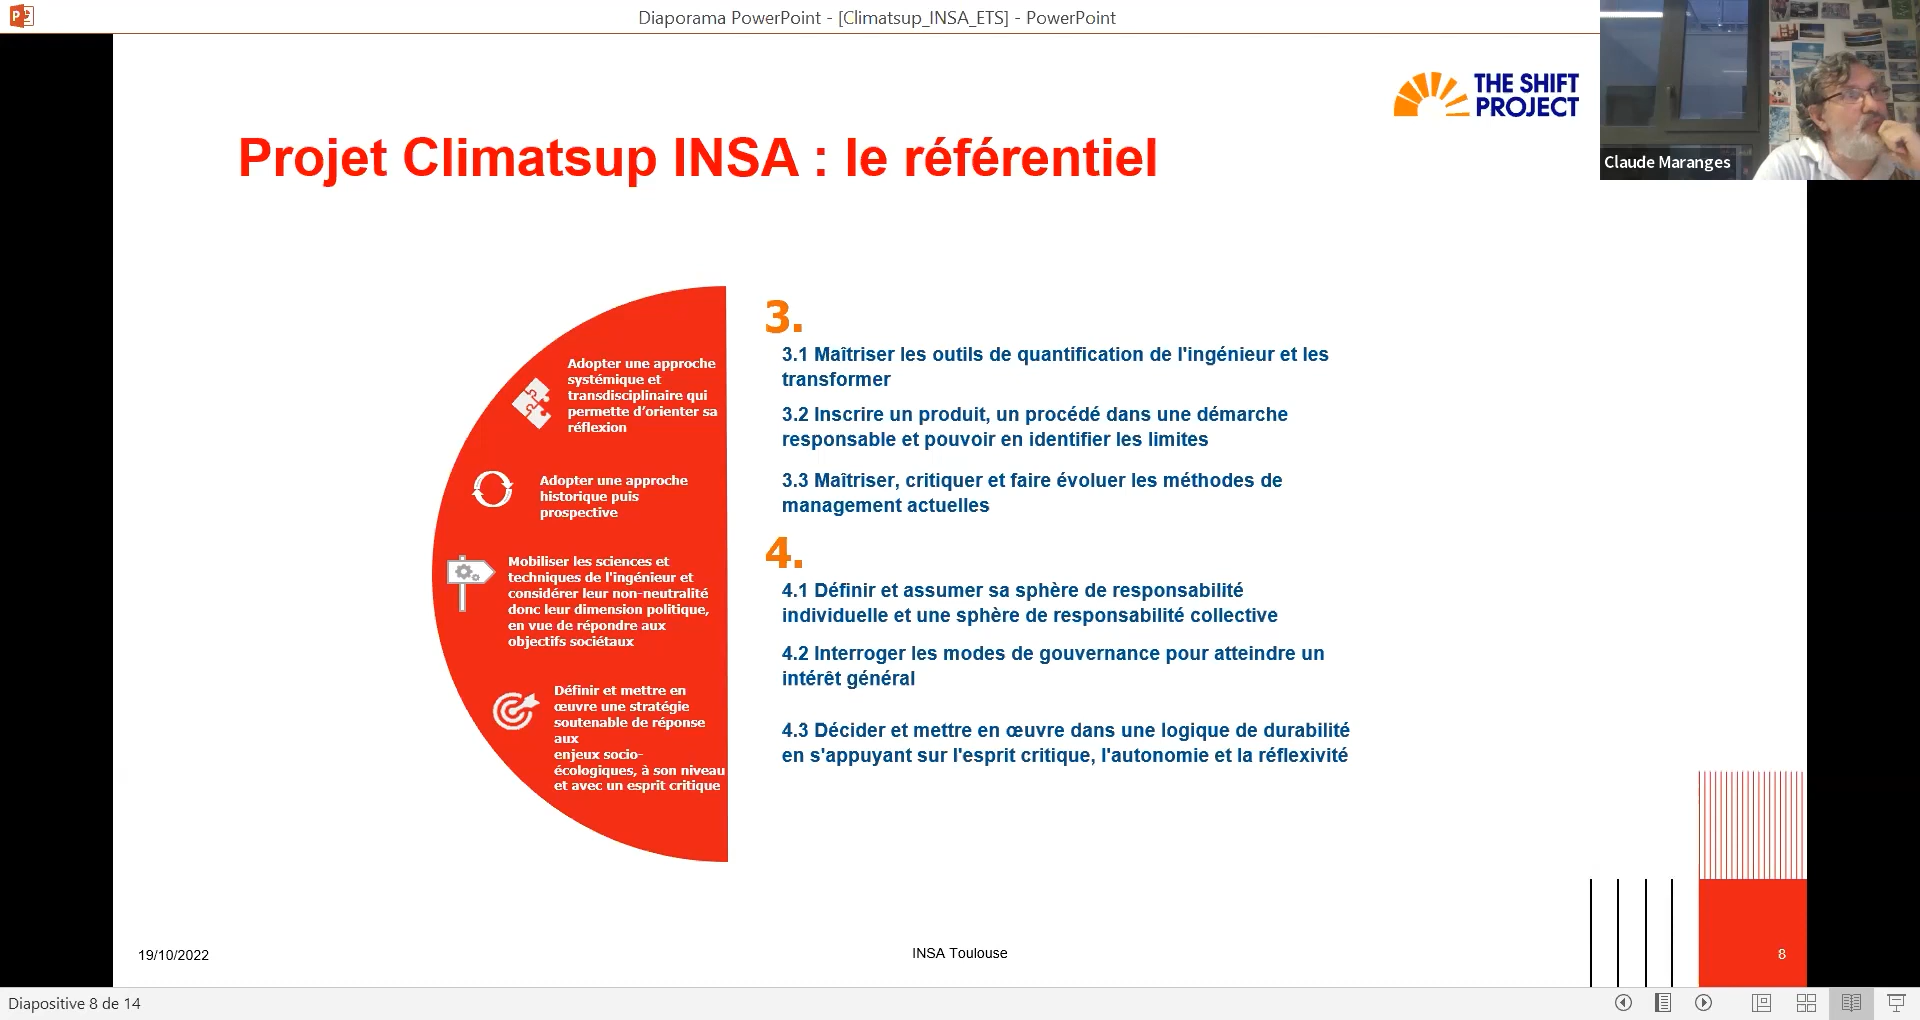 Diaporama PowerPoint - [Climatsup_INSA_ETS] - PowerPoint
THE SHIFT
PROJECT
Claude Maranges
Projet Climatsup INSA : le référentiel
Adopter une approche
systémique et
transdisciplinaire qui
permette d'orienter sa
réflexion
Adopter une approche
historique puis
prospective
Mobiliser les sciences et
techniques de l'ingénieur et
considérer leur non-neutralité
donc leur dimension politique,
en vue de répondre aux
objectifs sociétaux
Définir et mettre en
œuvre une stratégie
soutenable de réponse
aux
enjeux socio-
écologiques, à son niveau
et avec un esprit critique
3.
3.1 Maîtriser les outils de quantification de l'ingénieur et les
transformer
3.2 Inscrire un produit, un procédé dans une démarche
responsable et pouvoir en identifier les limites
3.3 Maîtriser, critiquer et faire évoluer les méthodes de
management actuelles
4.
4.1 Définir et assumer sa sphère de responsabilité
individuelle et une sphère de responsabilité collective
4.2 Interroger les modes de gouvernance pour atteindre un
intérêt général
4.3 Décider et mettre en œuvre dans une logique de durabilité
en s'appuyant sur l'esprit critique, l'autonomie et la réflexivité
19/10/2022
INSA Toulouse
8
Diapositive 8 de 14